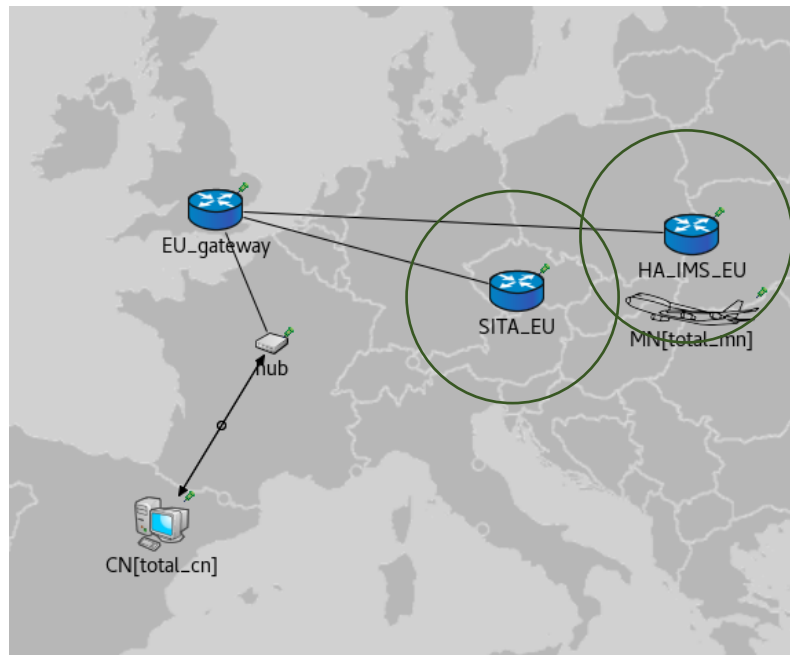 EU_gateway
HA_IMS_EU
SITA_EU
MN[total_mn]
hub
CN[total_cn]